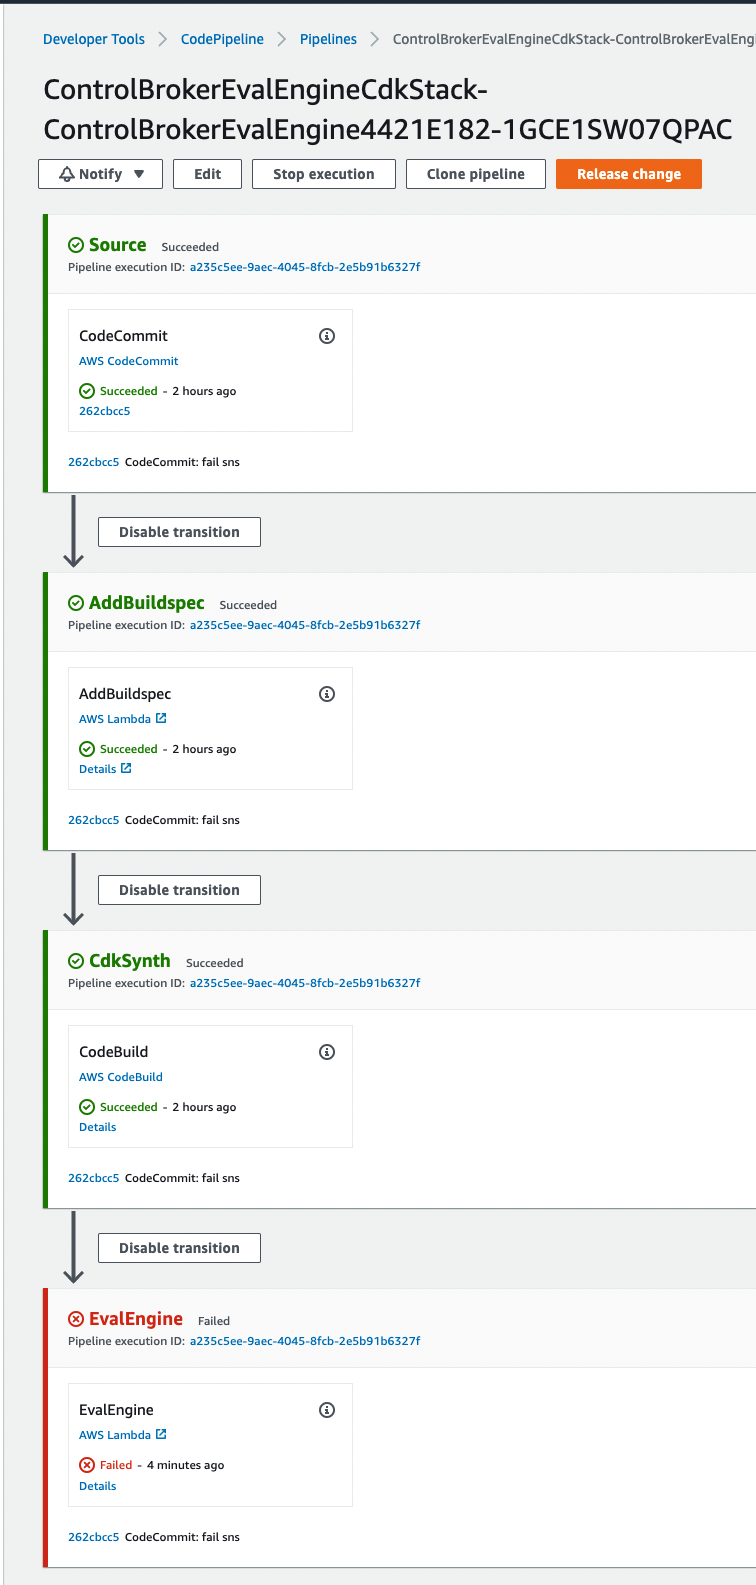 Developer Tools > CodePipeline > Pipelines > ControlBrokerEvalEngineCdkStack-ControlBrokerEvalEngi
ControlBrokerEvalEngineCdkStack-
ControlBrokerEvalEngine4421E182-1GCE1SW07QPAC
Notify Edit Stop execution Clone pipeline Release change
Source Succeeded
Pipeline execution ID: a235c5ee-9aec-4045-8fcb-2e5b91b6327f
CodeCommit
AWS CodeCommit
Succeeded - 2 hours ago
262cbcc5
262cbcc5 CodeCommit: fail sns
Disable transition
AddBuildspec Succeeded
Pipeline execution ID: a235c5ee-9aec-4045-8fcb-2e5b91b6327f
AddBuildspec
AWS Lambda
Succeeded - 2 hours ago
Details
262cbcc5 CodeCommit: fail sns
Disable transition
CdkSynth Succeeded
Pipeline execution ID: a235c5ee-9aec-4045-8fcb-2e5b91b6327f
CodeBuild
AWS CodeBuild
Succeeded - 2 hours ago
Details
262cbcc5 CodeCommit: fail sns
Disable transition
EvalEngine Failed
Pipeline execution ID: a235c5ee-9aec-4045-8fcb-2e5b91b6327f
EvalEngine
AWS Lambda
Failed - 4 minutes ago
Details
262cbcc5 CodeCommit: fail sns